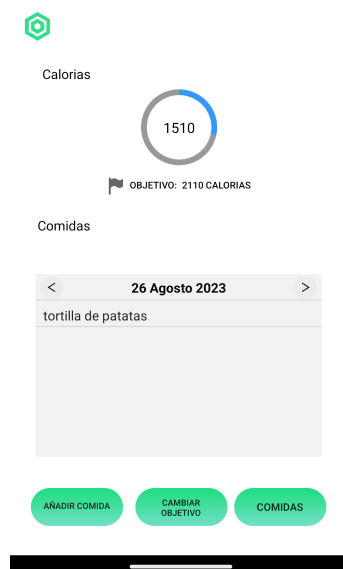 Calorias
1510
OBJETIVO: 2110 CALORIAS
Comidas
< 26 Agosto 2023 >
tortilla de patatas
AÑADIR COMIDA
CAMBIAR
OBJETIVO
COMIDAS